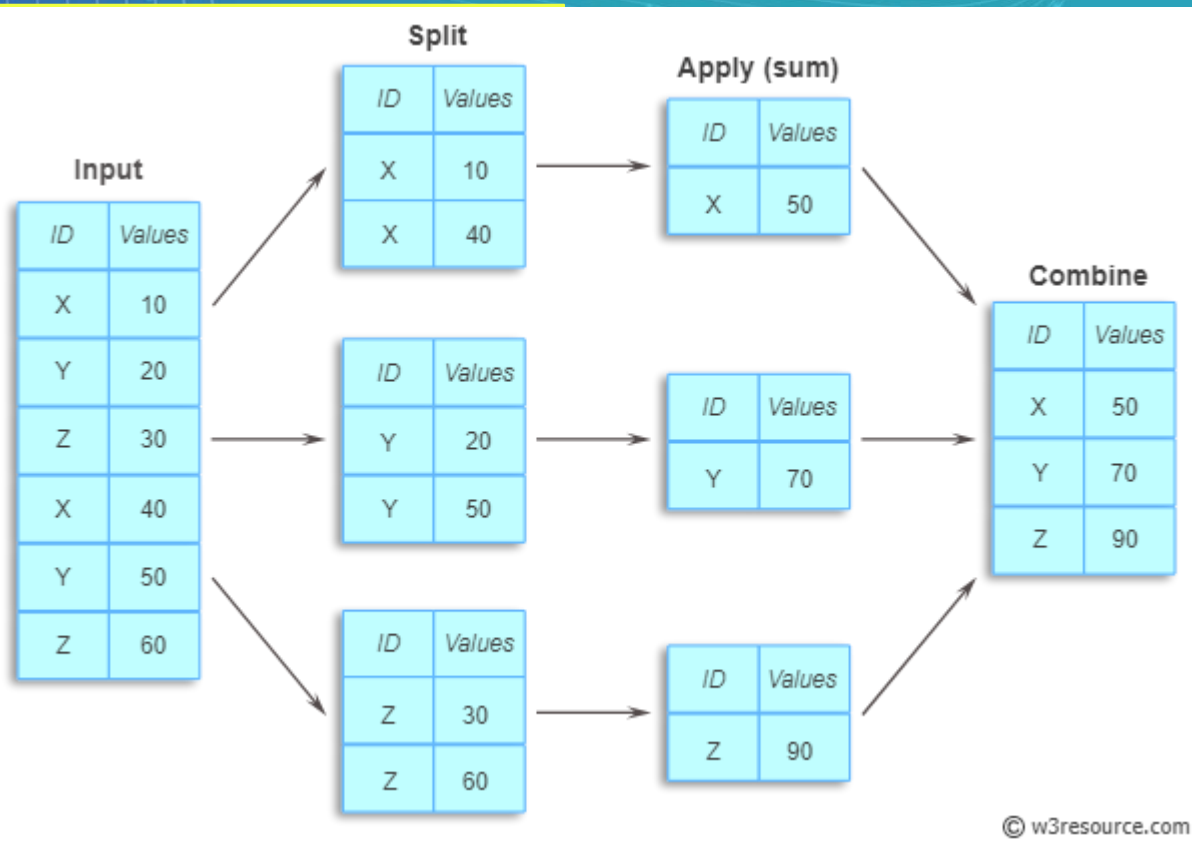 Input
ID Values
X 10
Y 20
Z 30
X 40
Y 50
Z 60
Split
ID Values
X 10
X 40
ID Values
Y 20
Y 50
ID Values
Z 30
Z 60
Apply (sum)
ID Values
X 50
ID Values
Y 70
ID Values
Z 90
Combine
ID Values
X 50
Y 70
Z 90
© w3resource.com